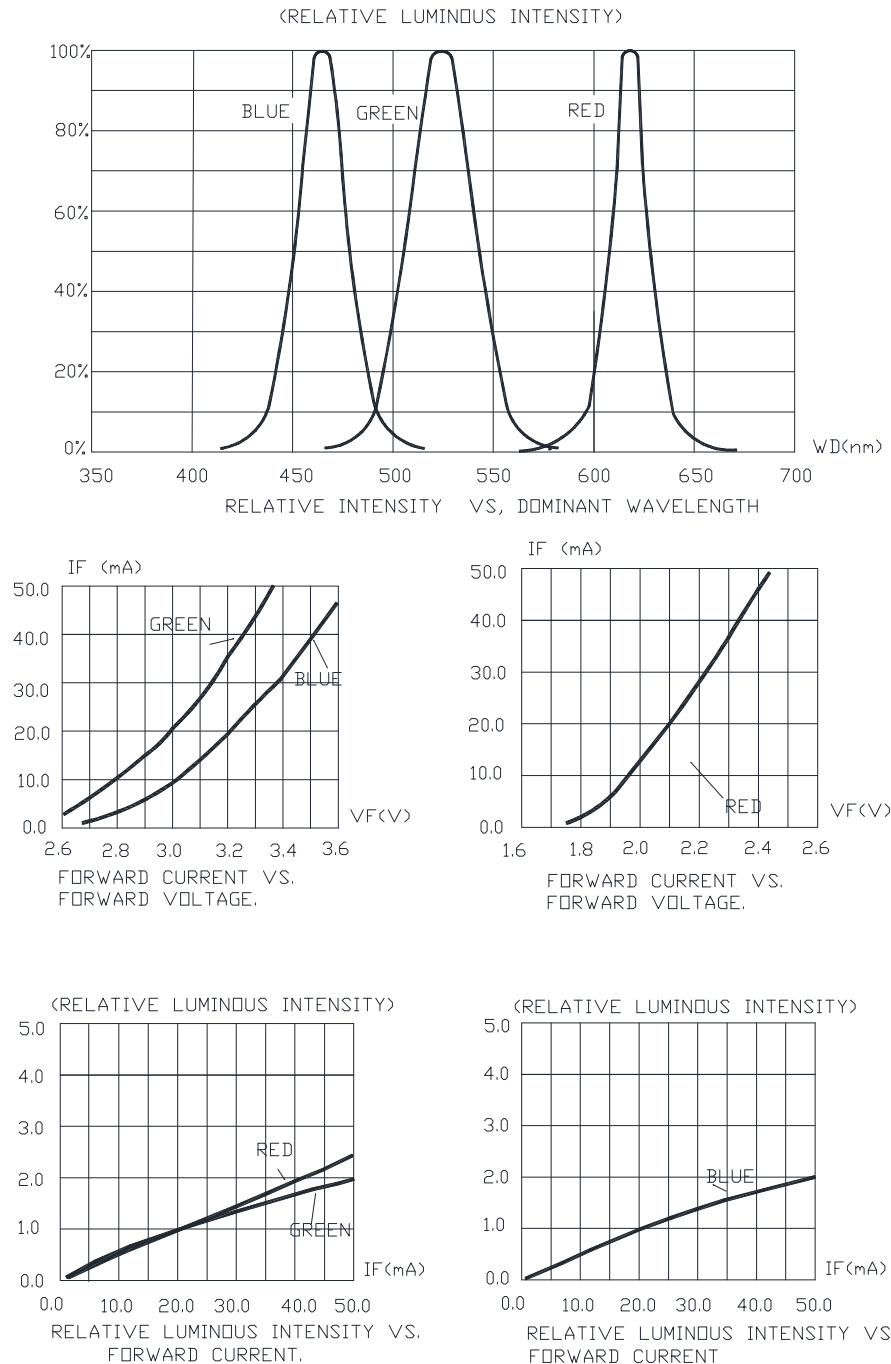 (RELATIVE LUMINOUS INTENSITY)
100%
BLUE
GREEN
RED
80%
60%
40%
20%
0%
WD(nm)
350 400 450 500 550 600 650 700
RELATIVE INTENSITY VS, DOMINANT WAVELENGTH
IF (mA)
50.0
GREEN
40.0
BLUE
30.0
20.0
10.0
0.0
VF(V)
2.6 2.8 3.0 3.2 3.4 3.6
FORWARD CURRENT VS.
FORWARD VOLTAGE.
IF (mA)
50.0
40.0
30.0
20.0
10.0
RED
0.0
VF(V)
1.6 1.8 2.0 2.2 2.4 2.6
FORWARD CURRENT VS.
FORWARD VOLTAGE.
(RELATIVE LUMINOUS INTENSITY)
5.0
4.0
3.0
RED
2.0
GREEN
1.0
0.0
IF(mA)
0.0 10.0 20.0 30.0 40.0 50.0
RELATIVE LUMINOUS INTENSITY VS.
FORWARD CURRENT.
(RELATIVE LUMINOUS INTENSITY)
5.0
4.0
3.0
2.0
BLUE
1.0
0.0
IF(mA)
0.0 10.0 20.0 30.0 40.0 50.0
RELATIVE LUMINOUS INTENSITY VS
FORWARD CURRENT